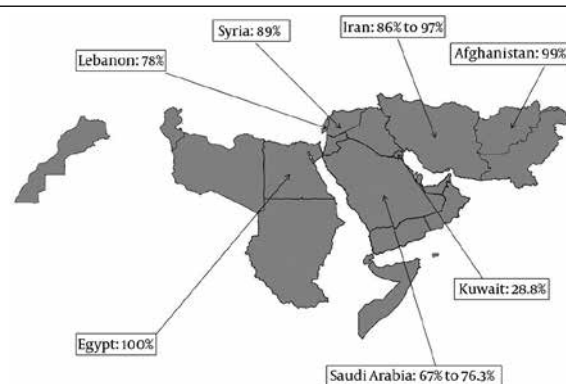 Syria: 89%
Iran: 86% to 97%
Lebanon: 78%
Afghanistan: 99%
Kuwait: 28.8%
Egypt: 100%
Saudi Arabia: 67% to 76.3%